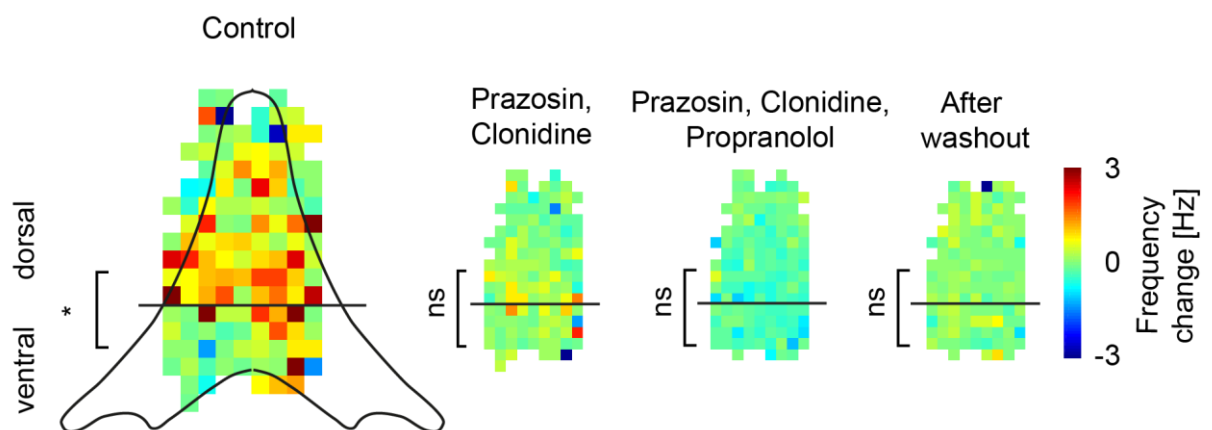 Control
Prazosin,
Clonidine
Prazosin, Clonidine,
Propranolol
After
washout
dorsal
ventral
*
ns
ns
ns
3
0
-3
Frequency
change [Hz]